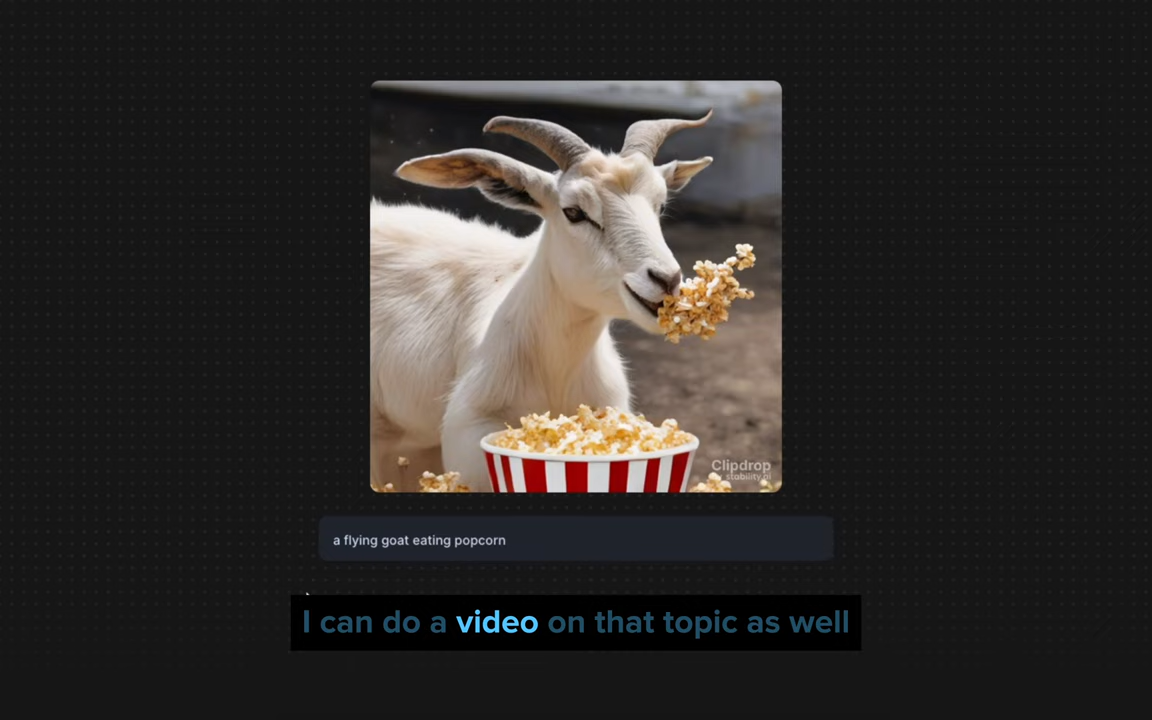 Clipdrop
stability.ai
a flying goat eating popcorn
I can do a video on that topic as well